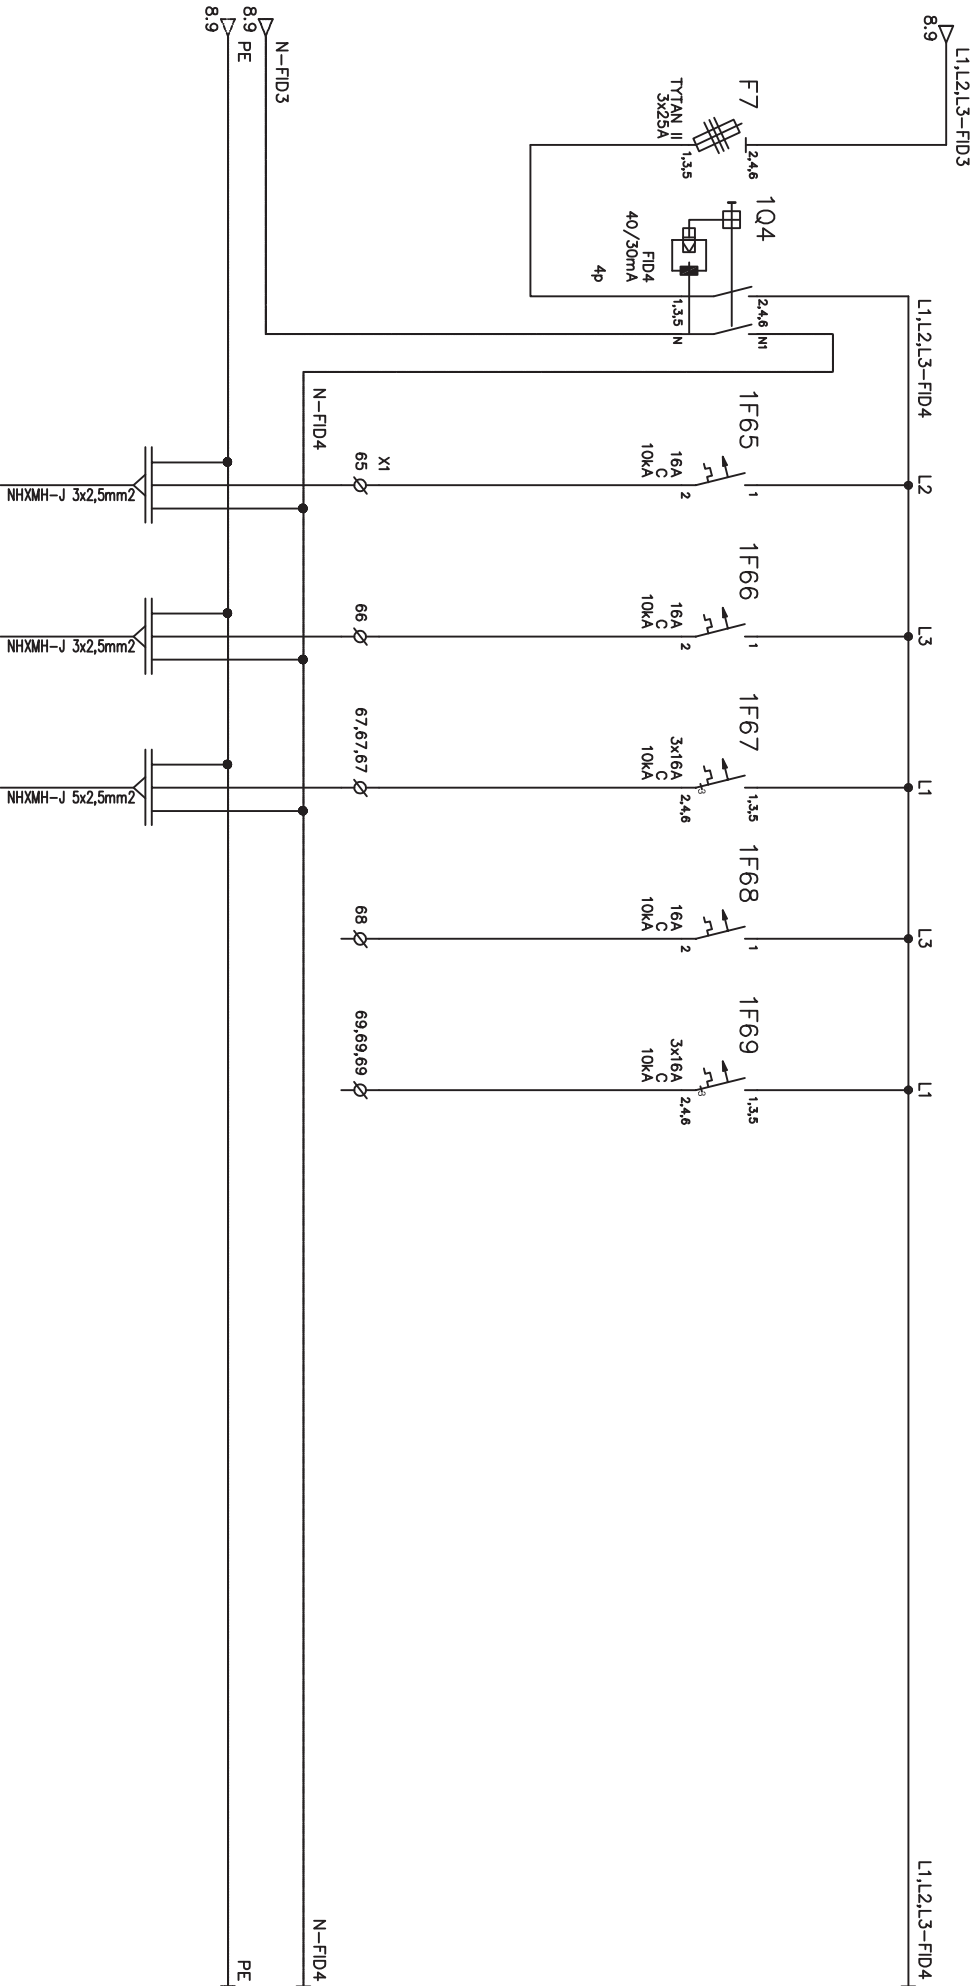 L1,L2,L3-FID3
8.9
F7
2,4,6
TYTAN II
3x25A
1,3,5
1Q4
FID4
40/30mA
4p
2,4,6 N1
1,3,5 N
L1,L2,L3-FID4
N-FID3
8.9
PE
8.9
N-FID4
L2
1F65
1
16A
C
10kA
2
X1
65
NHXMH-J 3x2,5mm2
L3
1F66
1
16A
C
10kA
2
66
NHXMH-J 3x2,5mm2
L1
1F67
1,3,5
3x16A
C
10kA
2,4,6
3
67,67,67
NHXMH-J 5x2,5mm2
L3
1F68
1
16A
C
10kA
2
68
L1
1F69
1,3,5
3x16A
C
10kA
2,4,6
3
69,69,69
L1,L2,L3-FID4
N-FID4
PE